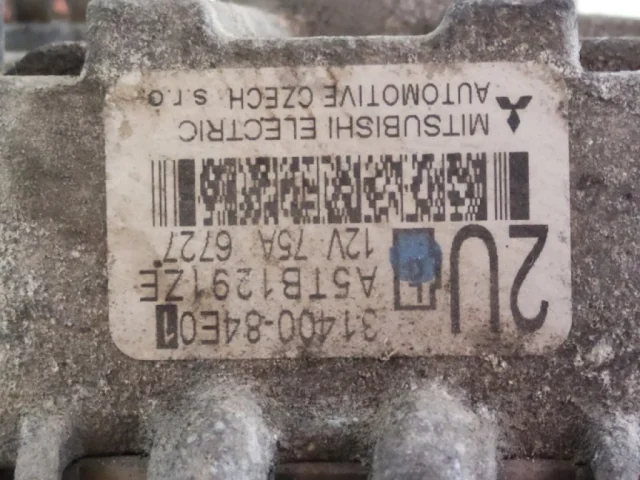 2U
31400-84E01
A5TB1291ZE
12V 75A 6727
MITSUBISHI ELECTRIC
AUTOMOTIVE CZECH s.r.o.